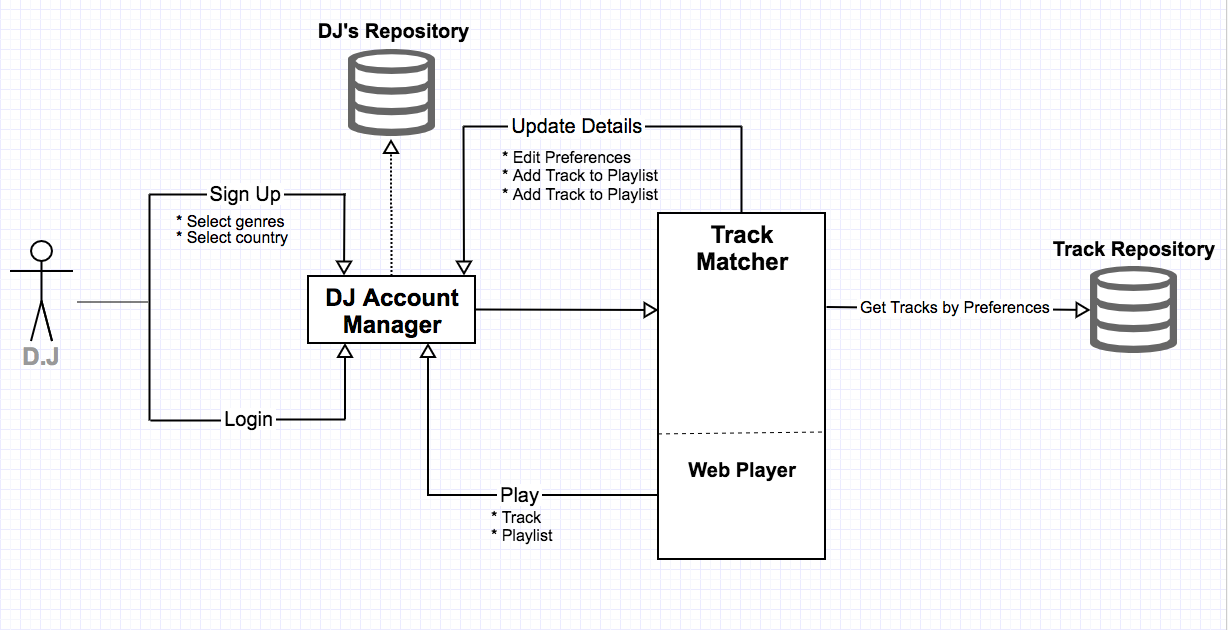 DJ's Repository
Update Details
* Edit Preferences
* Add Track to Playlist
* Add Track to Playlist
Sign Up
* Select genres
* Select country
Track
Matcher
Track Repository
DJ Account
Manager
Get Tracks by Preferences
D.J
Login
Web Player
Play
* Track
* Playlist